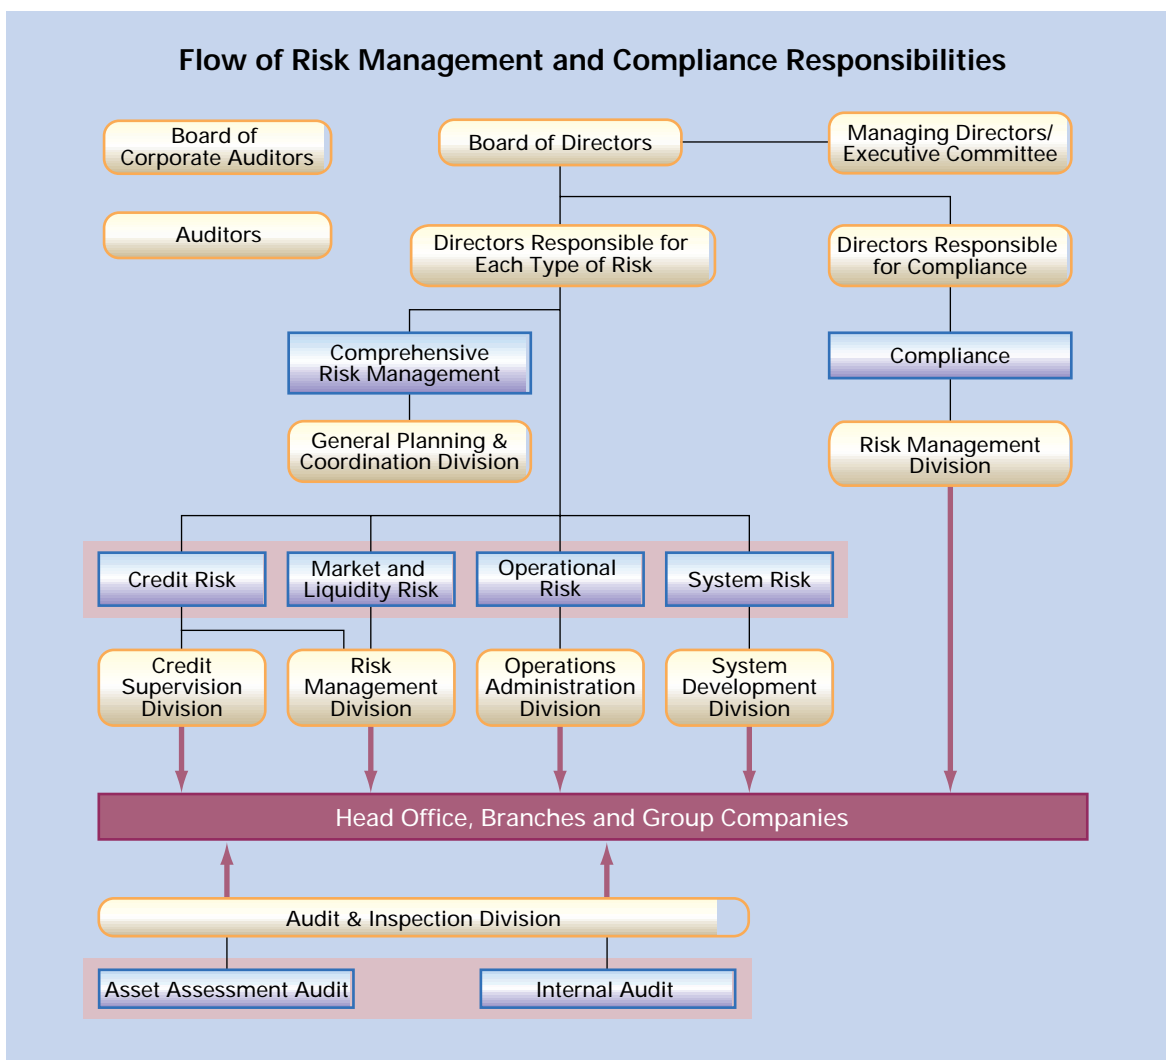 Flow of Risk Management and Compliance Responsibilities
Board of
Corporate Auditors
Board of Directors
Managing Directors/
Executive Committee
Auditors
Directors Responsible for
Each Type of Risk
Directors Responsible
for Compliance
Comprehensive
Risk Management
Compliance
General Planning &
Coordination Division
Risk Management
Division
Credit Risk
Market and
Liquidity Risk
Operational
Risk
System Risk
Credit
Supervision
Division
Risk
Management
Division
Operations
Administration
Division
System
Development
Division
Head Office, Branches and Group Companies
Audit & Inspection Division
Asset Assessment Audit
Internal Audit